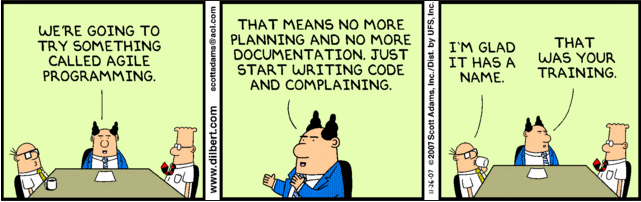 WE'RE GOING TO
TRY SOMETHING
CALLED AGILE
PROGRAMMING.
www.dilbert.com
scottadams@aol.com
THAT MEANS NO MORE
PLANNING AND NO MORE
DOCUMENTATION. JUST
START WRITING CODE
AND COMPLAINING.
11-26-07 ©2007 Scott Adams, Inc./Dist. by UFS, Inc.
I'M GLAD
IT HAS A
NAME.
THAT
WAS YOUR
TRAINING.